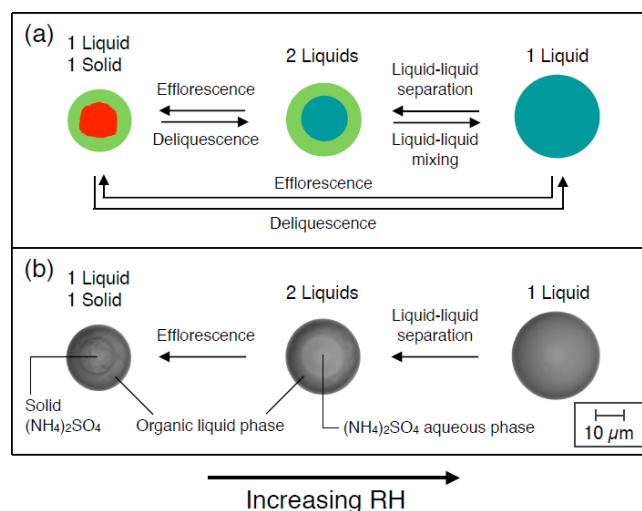 (a)
1 Liquid
1 Solid
2 Liquids
1 Liquid
Efflorescence
Deliquescence
Liquid-liquid
separation
Liquid-liquid
mixing
Efflorescence
Deliquescence
(b)
1 Liquid
1 Solid
2 Liquids
1 Liquid
Efflorescence
Liquid-liquid
separation
Solid
(NH4)2SO4
Organic liquid phase
(NH4)2SO4 aqueous phase
10 µm
Increasing RH